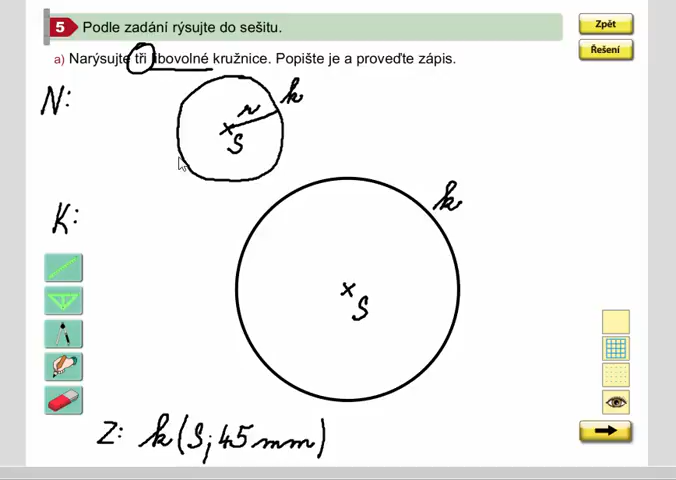 5 Podle zadání rýsujte do sešitu.
Zpět
a) Narýsujte tři libovolné kružnice. Popište je a proveďte zápis.
Řešení
N:
k
r
S
K:
k
S
Z: k(S; 45 mm)